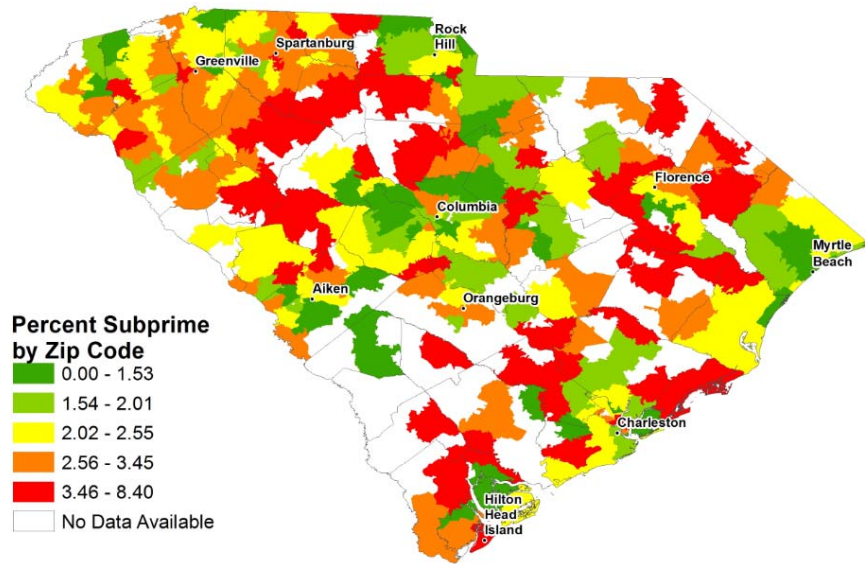 Rock
Hill
Spartanburg
Greenville
Florence
Columbia
Myrtle
Beach
Aiken
Orangeburg
Charleston
Hilton
Head
Island
Percent Subprime
by Zip Code
0.00 - 1.53
1.54 - 2.01
2.02 - 2.55
2.56 - 3.45
3.46 - 8.40
No Data Available